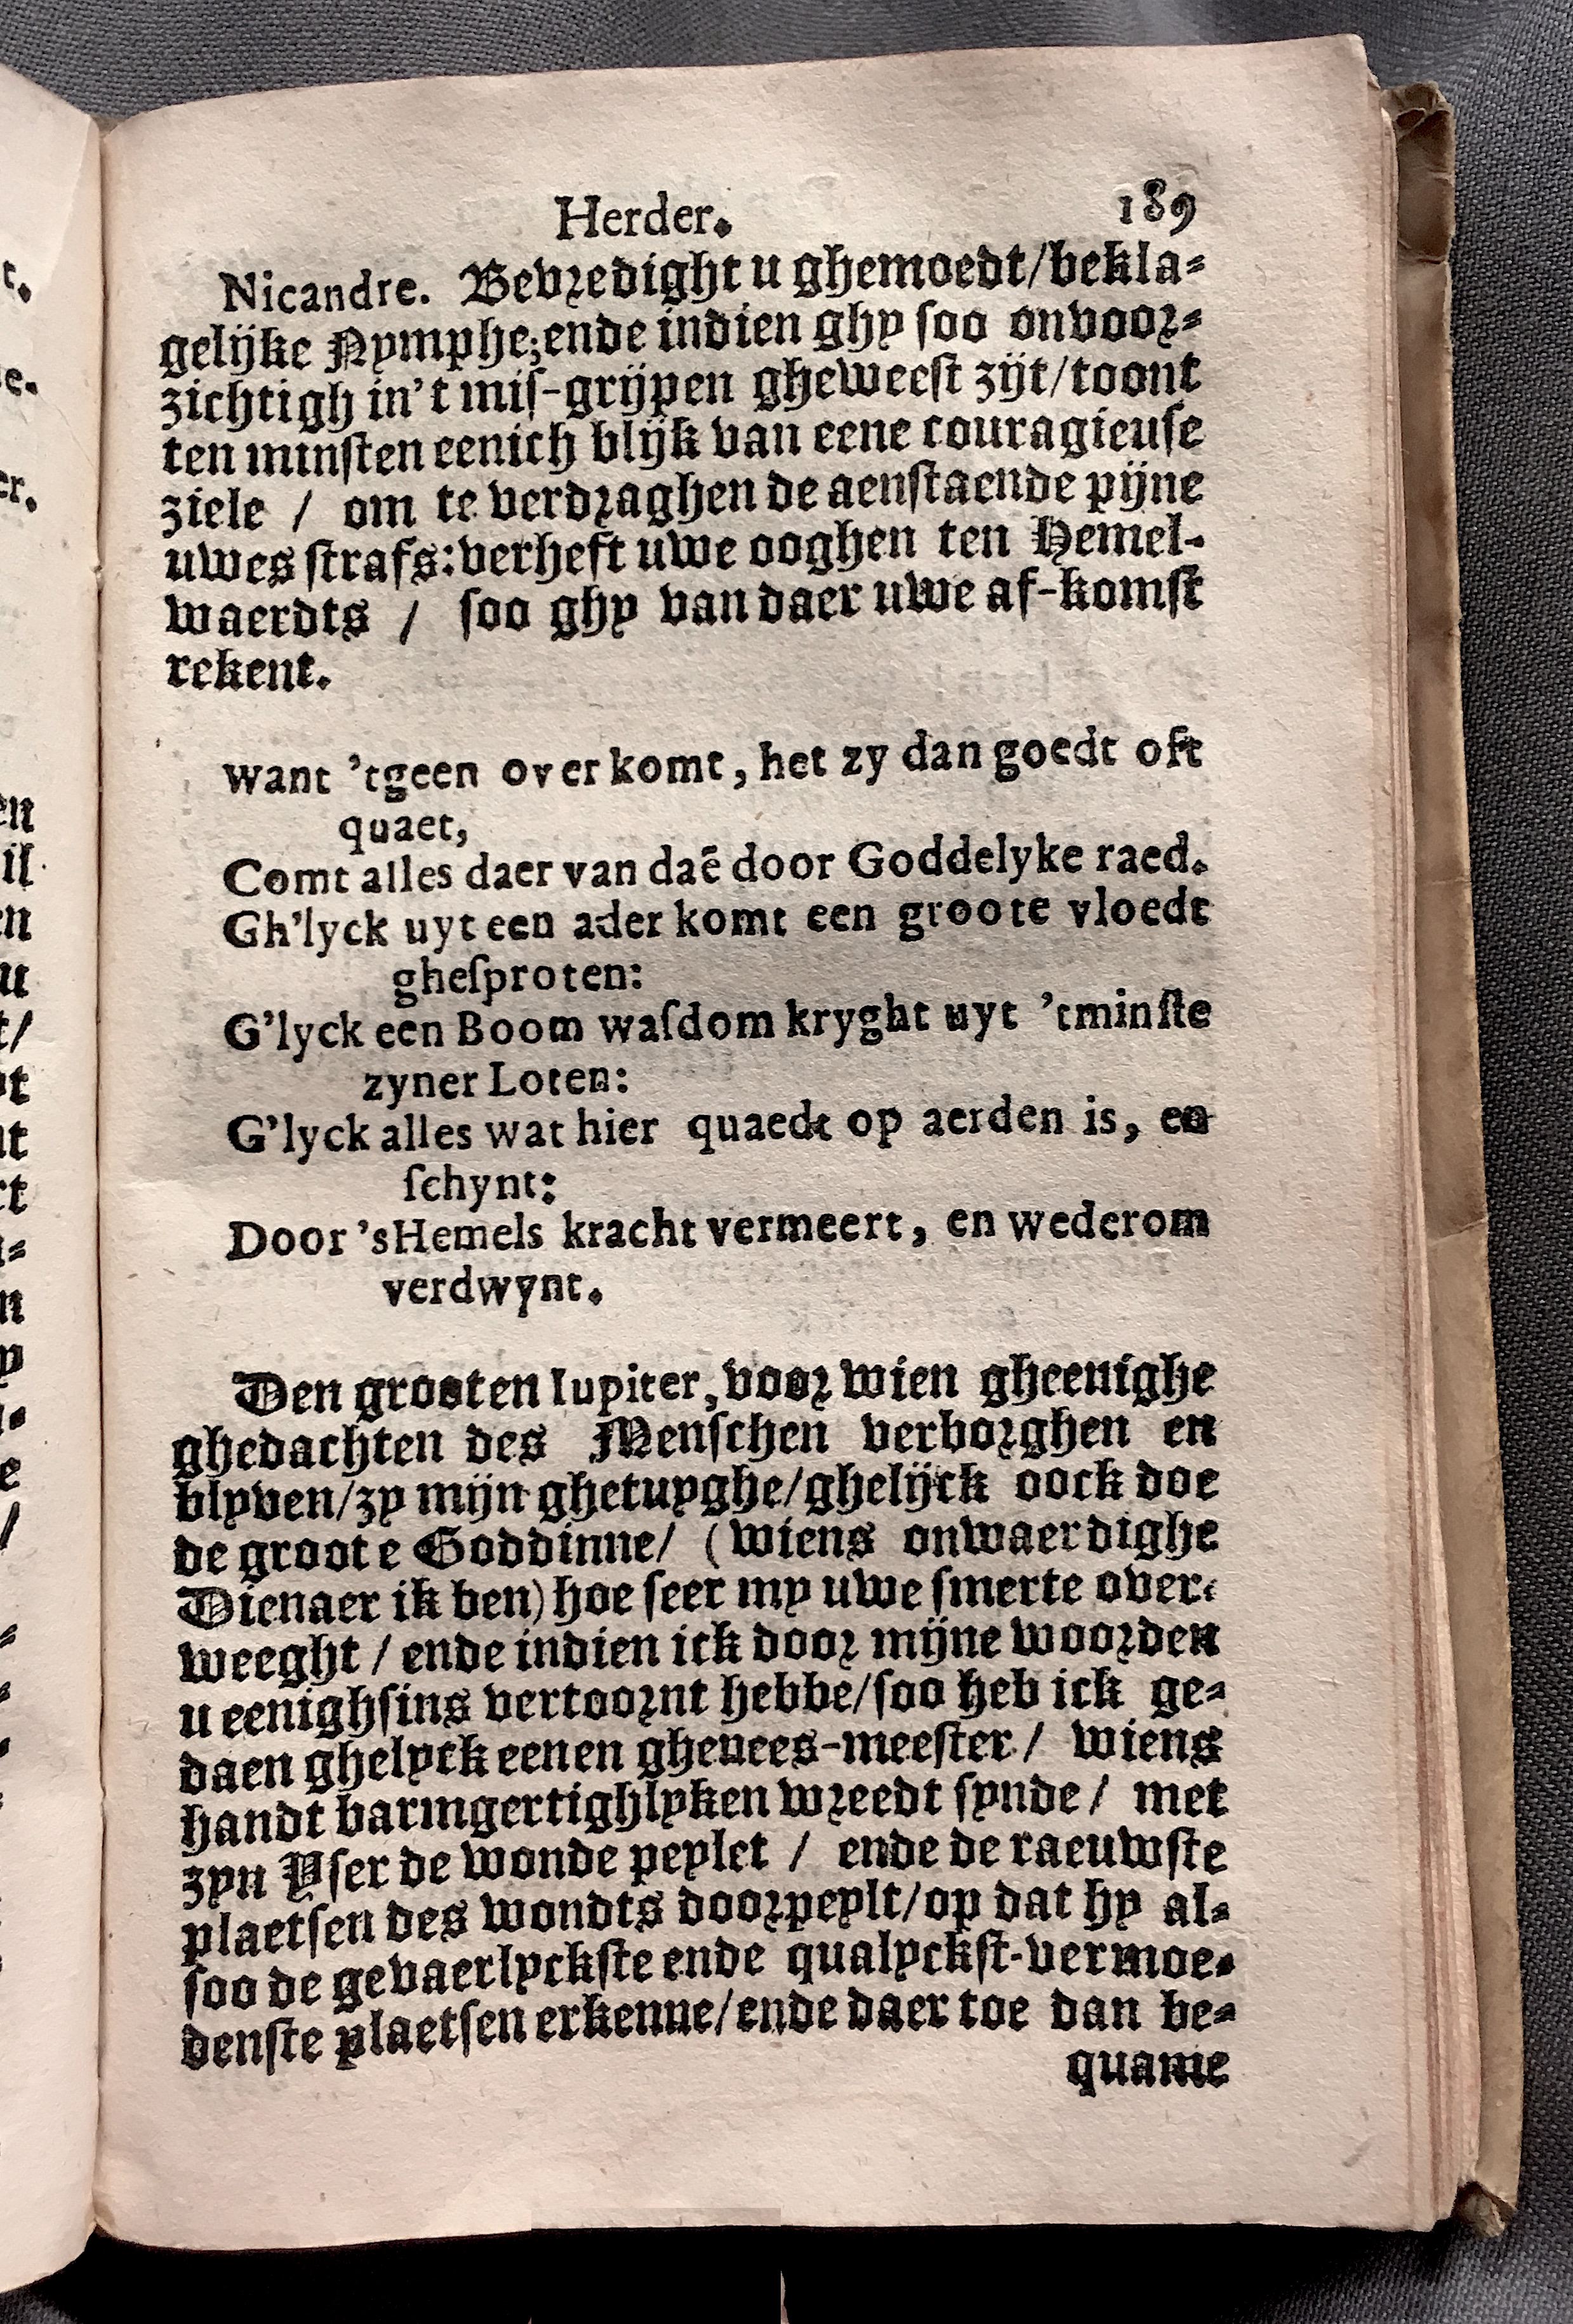 Herder. 189
Nicandre. Bevredight u ghemoedt/bekla-
gelijke Nymphe;ende indien ghy soo onvoor-
zichtigh in't mis-grijpen gheweest zijt/toont
ten minsten eenich blijk van eene couragieuse
ziele / om te verdraghen de aenstaende pijne
uwes strafs:verheft uwe ooghen ten Hemel-
waerdts / soo ghy van daer uwe af-komst
rekent.
want 'tgeen over komt, het zy dan goedt oft
quaet,
Comt alles daer van daē door Goddelyke raed.
Gh'lyck uyt een ader komt een groote vloedt
ghesproten:
G'lyck een Boom wasdom kryght uyt 'tminste
zyner Loten:
G'lyck alles wat hier quaedt op aerden is, en
schynt:
Door 'sHemels kracht vermeert, en wederom
verdwynt.
Den grooten Iupiter, voor wien gheenighe
ghedachten des Menschen verborghen en
blyven/zy mijn ghetuyghe/ghelijck oock doe
de groote Goddinne/ (wiens onwaerdighe
Dienaer ik ben) hoe seer my uwe smerte over-
weeght / ende indien ick door mijne woorden
u eenighsins vertoornt hebbe/soo heb ick ge-
daen ghelyck eenen ghenees-meester / wiens
handt barmgertighlyken wreedt synde / met
zyn Yser de wonde peylet / ende de raeuwste
plaetsen des wondts doorpeylt/op dat hy al-
soo de gevaerlyckste ende qualyckst-vermoe-
denste plaetsen erkenne/ende daer toe dan be-
quame